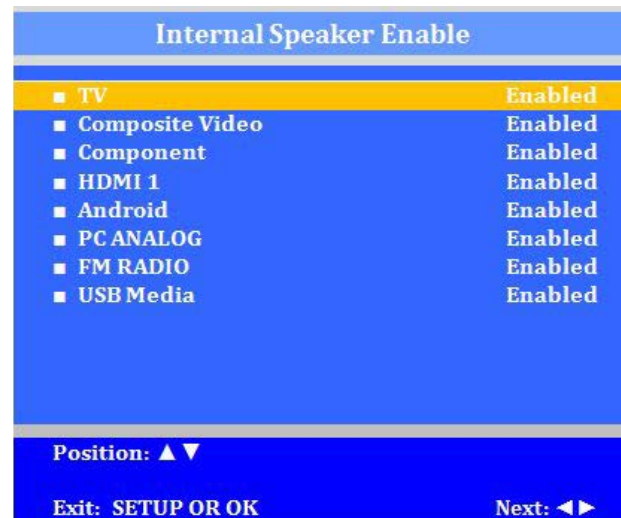 Internal Speaker Enable
■ TV Enabled
■ Composite Video Enabled
■ Component Enabled
■ HDMI 1 Enabled
■ Android Enabled
■ PC ANALOG Enabled
■ FM RADIO Enabled
■ USB Media Enabled
Position: ▲ ▼
Exit: SETUP OR OK Next: ◄►